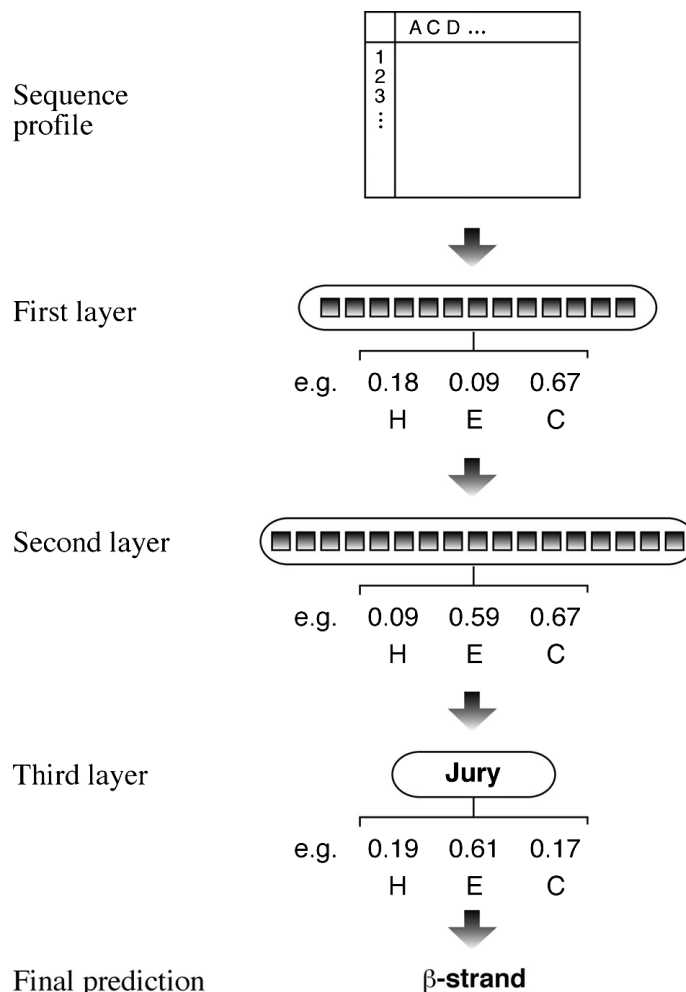 A C D ...
1
2
3
⋮
Sequence
profile
First layer
e.g. 0.18 0.09 0.67
H E C
Second layer
e.g. 0.09 0.59 0.67
H E C
Third layer
Jury
e.g. 0.19 0.61 0.17
H E C
Final prediction
β-strand